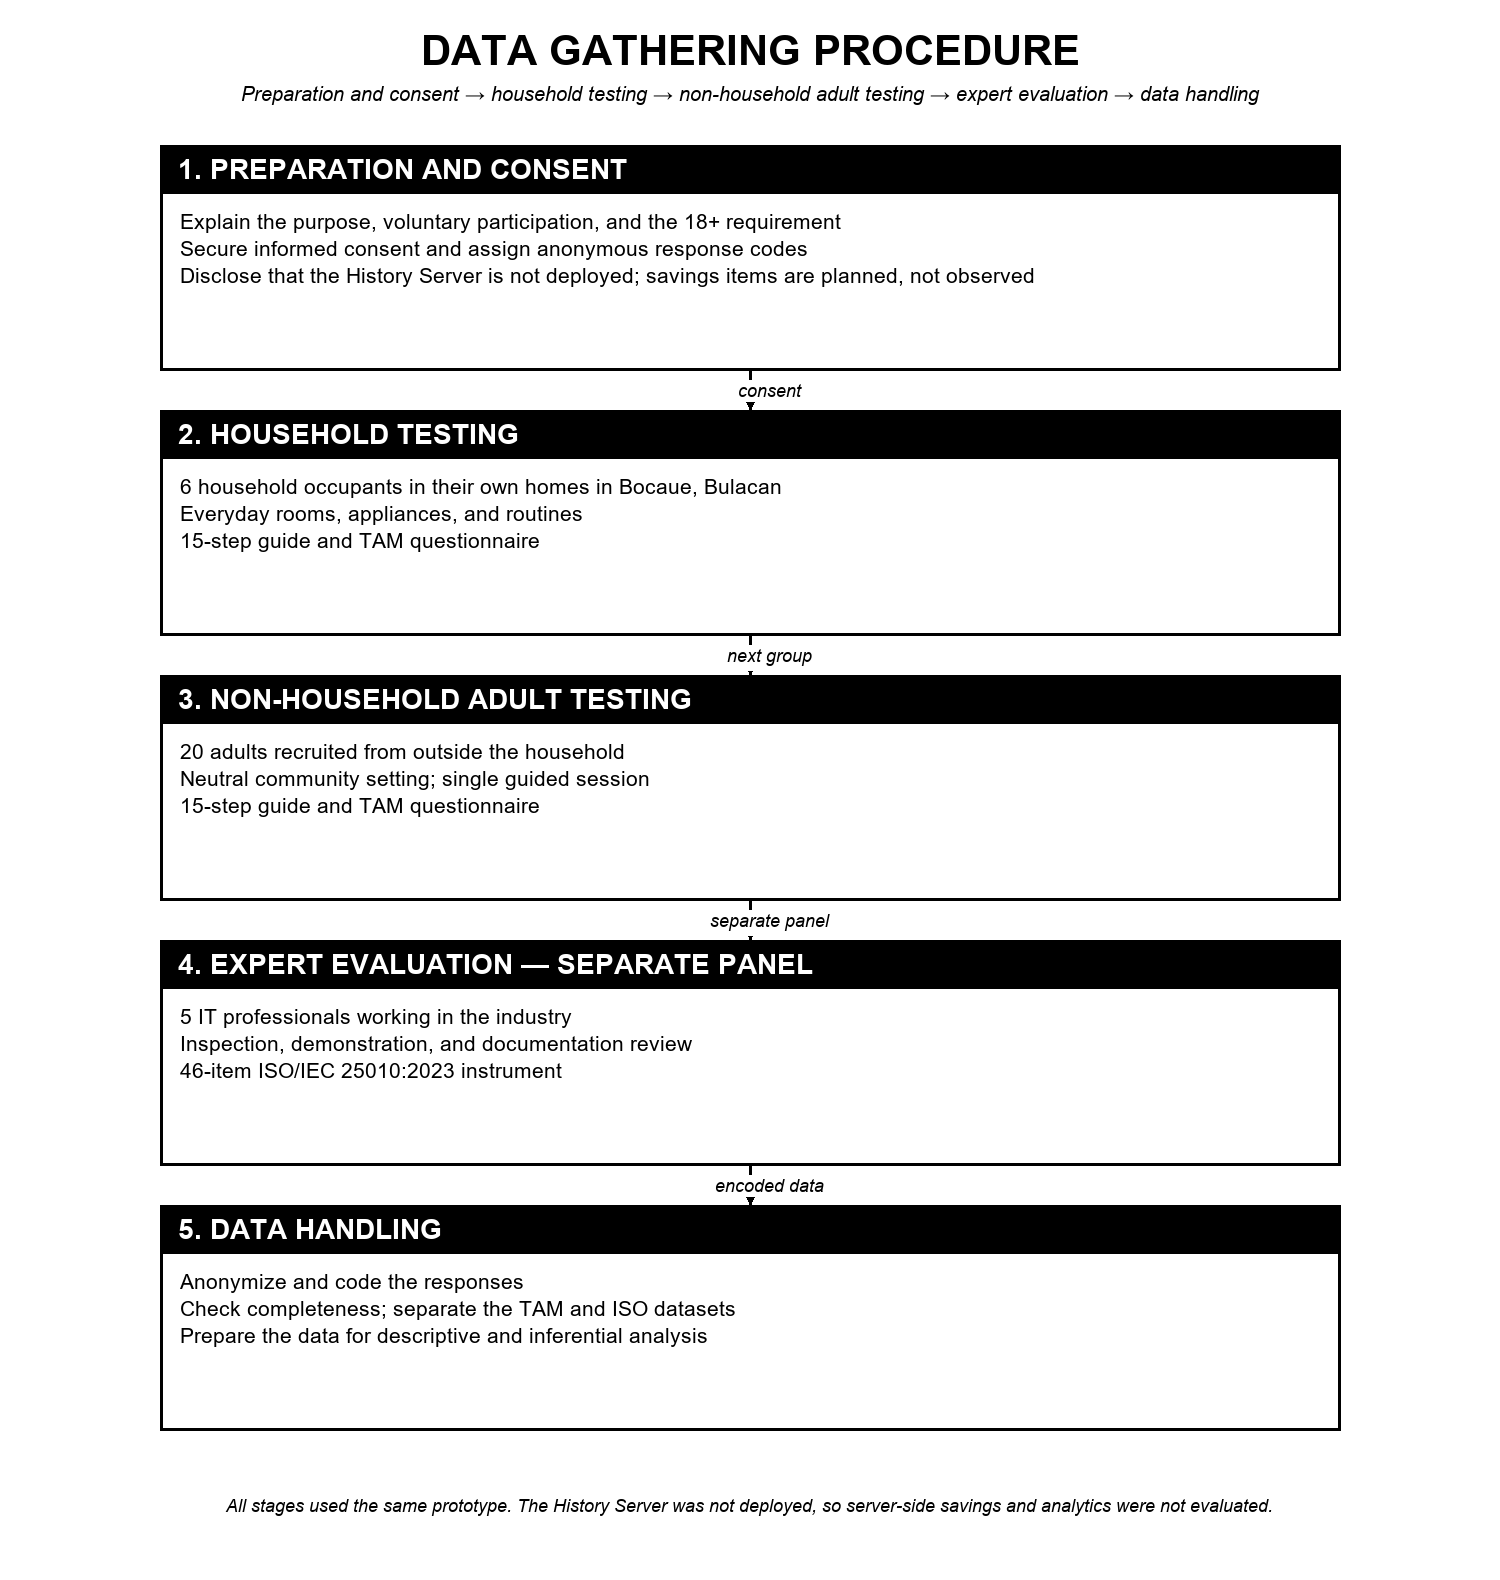 DATA GATHERING PROCEDURE
Preparation and consent → household testing → non-household adult testing → expert evaluation → data handling
1. PREPARATION AND CONSENT
Explain the purpose, voluntary participation, and the 18+ requirement
Secure informed consent and assign anonymous response codes
Disclose that the History Server is not deployed; savings items are planned, not observed
consent
2. HOUSEHOLD TESTING
6 household occupants in their own homes in Bocaue, Bulacan
Everyday rooms, appliances, and routines
15-step guide and TAM questionnaire
next group
3. NON-HOUSEHOLD ADULT TESTING
20 adults recruited from outside the household
Neutral community setting; single guided session
15-step guide and TAM questionnaire
separate panel
4. EXPERT EVALUATION — SEPARATE PANEL
5 IT professionals working in the industry
Inspection, demonstration, and documentation review
46-item ISO/IEC 25010:2023 instrument
encoded data
5. DATA HANDLING
Anonymize and code the responses
Check completeness; separate the TAM and ISO datasets
Prepare the data for descriptive and inferential analysis
All stages used the same prototype. The History Server was not deployed, so server-side savings and analytics were not evaluated.